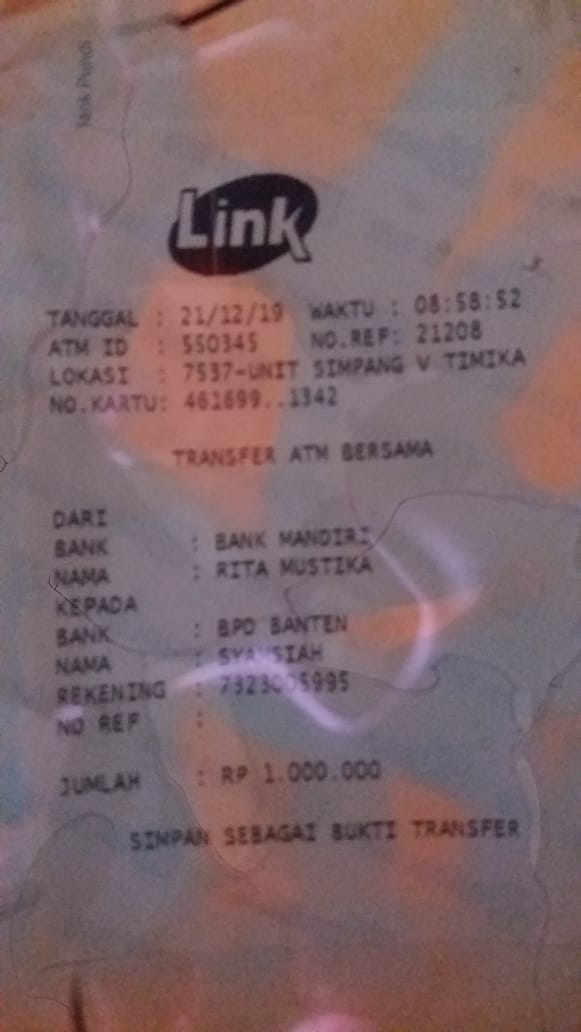 Link
TANGGAL : 21/12/19 WAKTU : 08:58:52
ATM ID : 550345 NO.REF: 21208
LOKASI : 7537-UNIT SIMPANG V TIMIKA
NO.KARTU: 461699..1342
TRANSFER ATM BERSAMA
DARI
BANK : BANK MANDIRI
NAMA : RITA MUSTIKA
KEPADA
BANK : BPD BANTEN
NAMA :
REKENING : 7323005995
NO REF :
JUMLAH : RP 1.000.000
SIMPAN SEBAGAI BUKTI TRANSFER